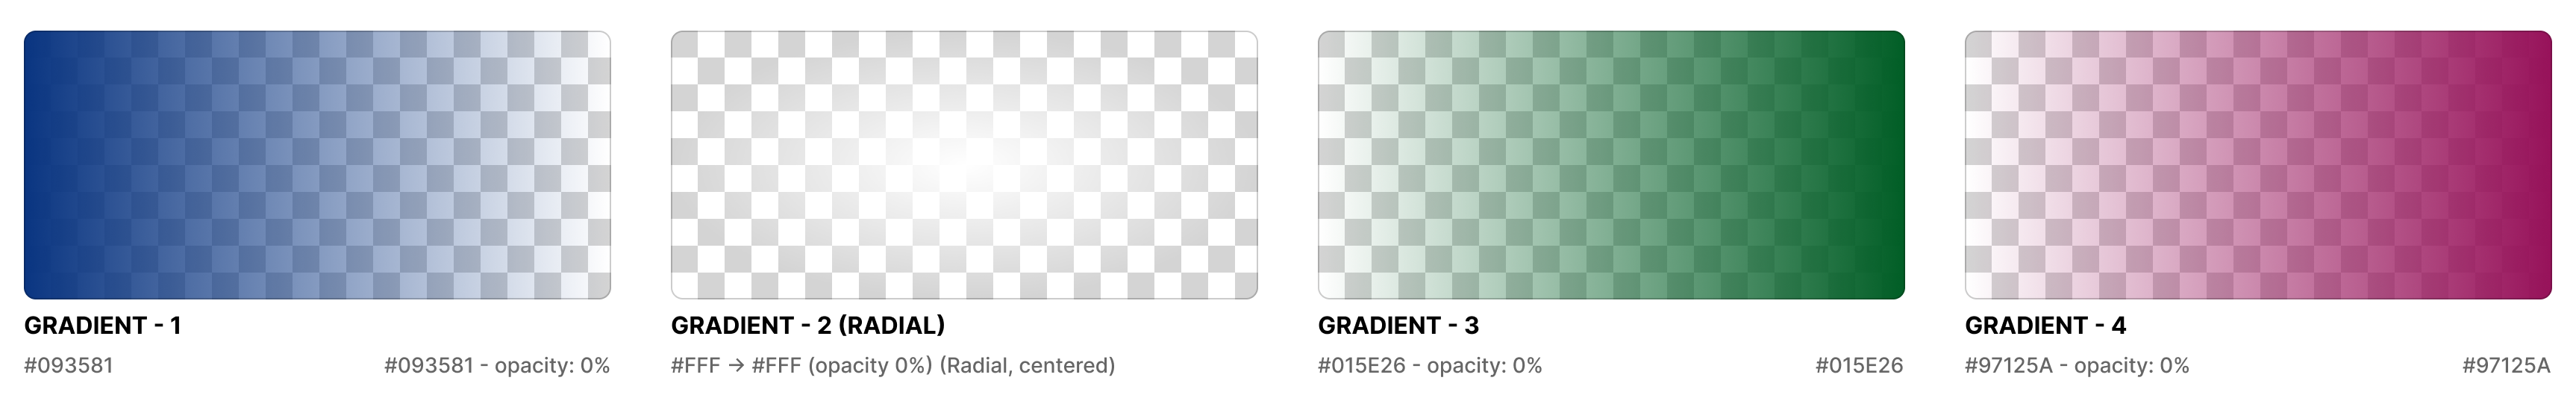 GRADIENT - 1
#093581
#093581 - opacity: 0%
GRADIENT - 2 (RADIAL)
#FFF → #FFF (opacity 0%) (Radial, centered)
GRADIENT - 3
#015E26 - opacity: 0%
#015E26
GRADIENT - 4
#97125A - opacity: 0%
#97125A